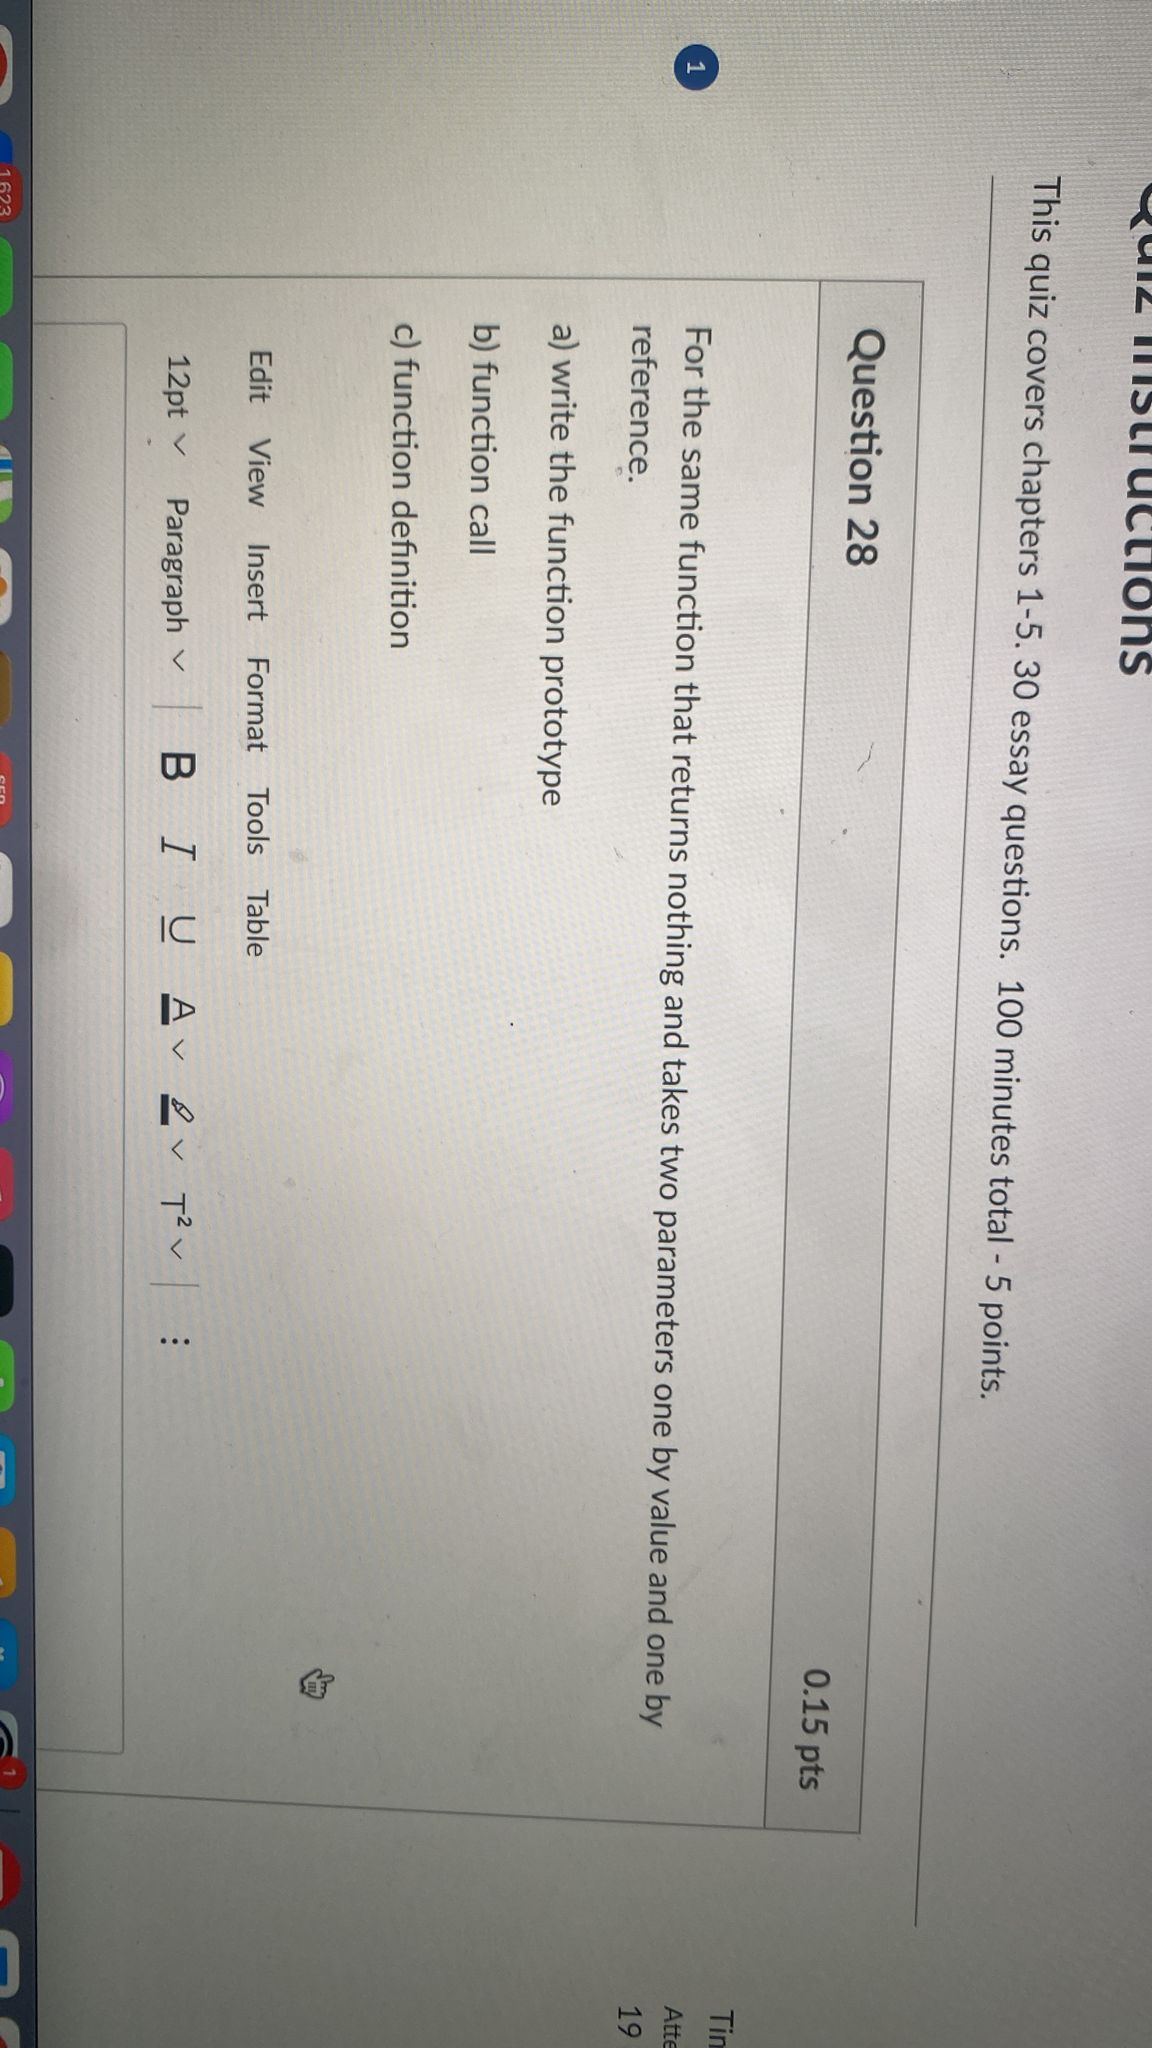 Quiz Instructions
This quiz covers chapters 1-5. 30 essay questions. 100 minutes total - 5 points.
1
Question 28
0.15 pts
For the same function that returns nothing and takes two parameters one by value and one by
reference.
a) write the function prototype
b) function call
c) function definition
Edit View Insert Format Tools Table
12pt Paragraph B I U A T²
Tin
Atte
19
1623
1